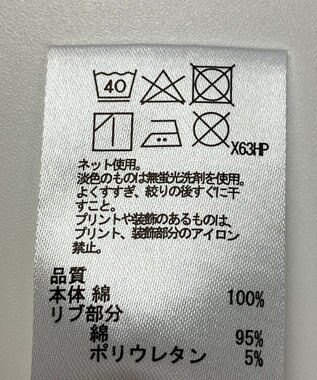 40
X63HP
ネット使用。
淡色のものは無蛍光洗剤を使用。
よくすすぎ、絞りの後すぐに干
すこと。
プリントや装飾のあるものは、
プリント、装飾部分のアイロン
禁止。
品質
本体 綿 100%
リブ部分
綿 95%
ポリウレタン 5%